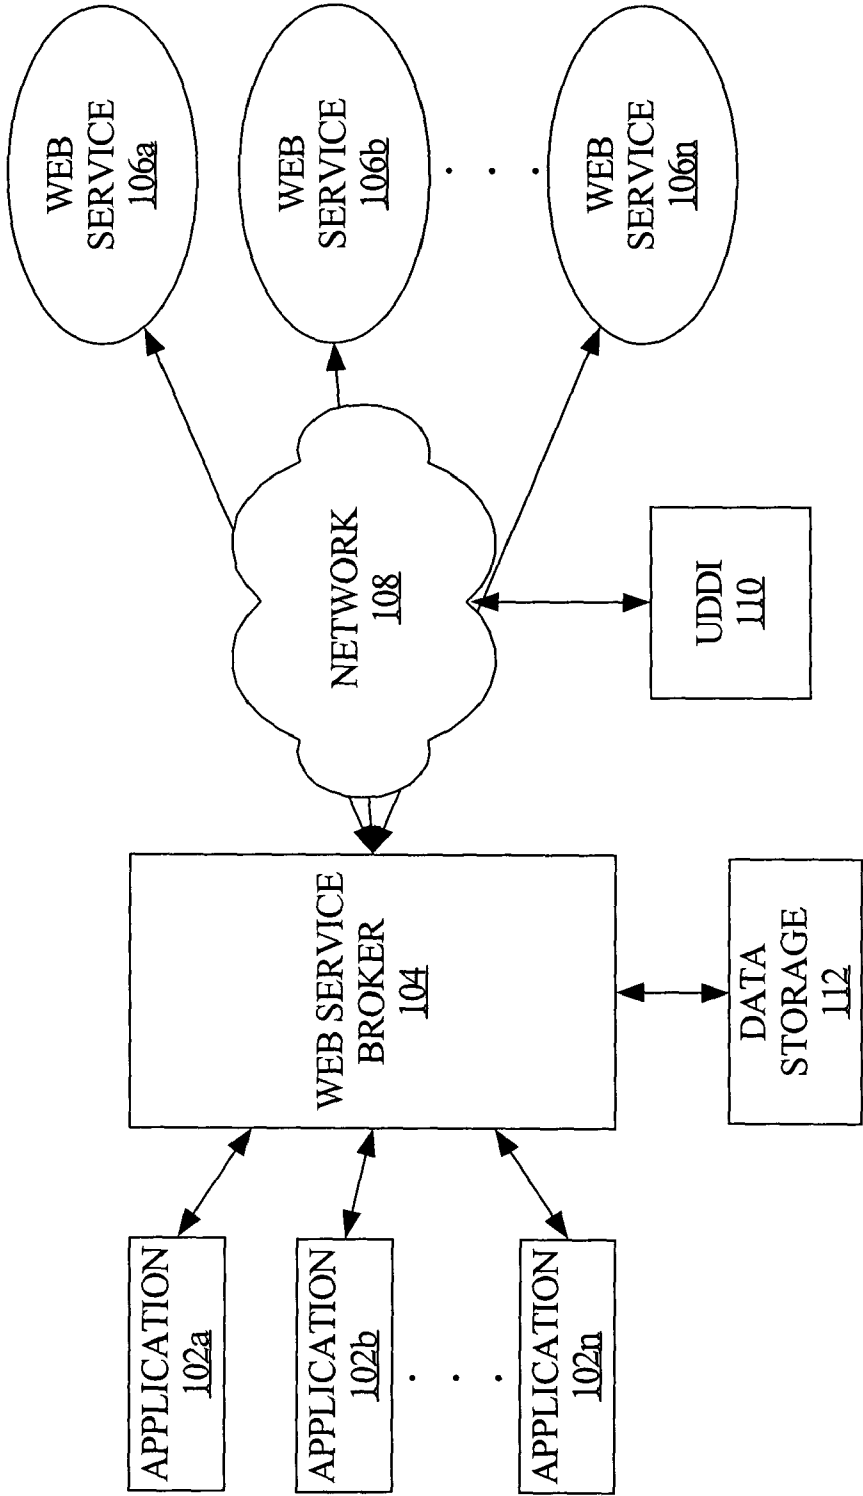 APPLICATION
102a
APPLICATION
102b
. . .
APPLICATION
102n
WEB SERVICE
BROKER
104
DATA
STORAGE
112
NETWORK
108
UDDI
110
WEB
SERVICE
106a
WEB
SERVICE
106b
. . .
WEB
SERVICE
106n